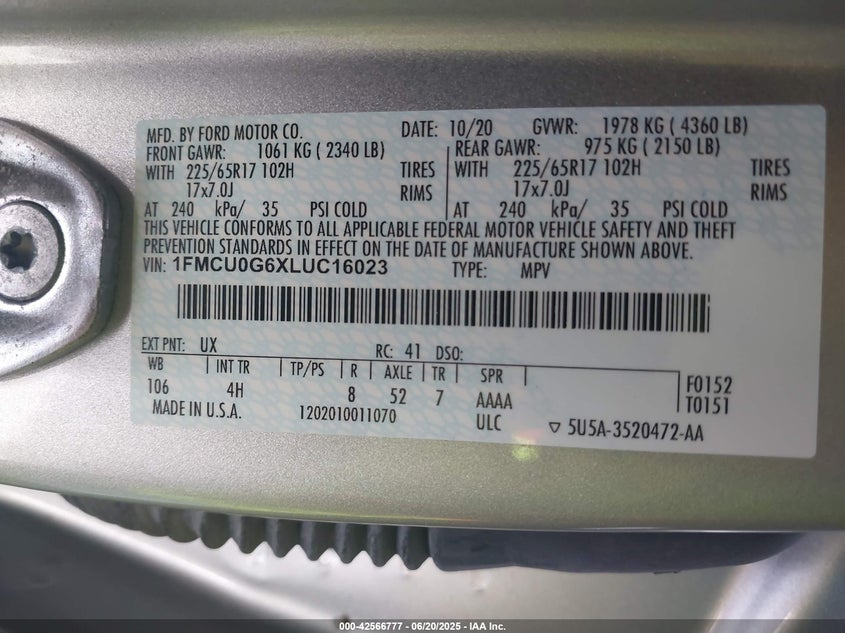 MFD. BY FORD MOTOR CO. DATE: 10/20 GVWR: 1978 KG ( 4360 LB)
FRONT GAWR: 1061 KG ( 2340 LB) REAR GAWR: 975 KG ( 2150 LB)
WITH 225/65R17 102H TIRES WITH 225/65R17 102H TIRES
17x7.0J RIMS 17x7.0J RIMS
AT 240 kPa/ 35 PSI COLD AT 240 kPa/ 35 PSI COLD
THIS VEHICLE CONFORMS TO ALL APPLICABLE FEDERAL MOTOR VEHICLE SAFETY AND THEFT
PREVENTION STANDARDS IN EFFECT ON THE DATE OF MANUFACTURE SHOWN ABOVE.
VIN: 1FMCU0G6XLUC16023 TYPE: MPV
EXT PNT: UX RC: 41 DSO:
WB INT TR TP/PS R AXLE TR SPR
106 4H 8 52 7 AAAA F0152
ULC T0151
MADE IN U.S.A. 1202010011070 ▽ 5U5A-3520472-AA
000-42566777 - 06/20/2025 - IAA Inc.